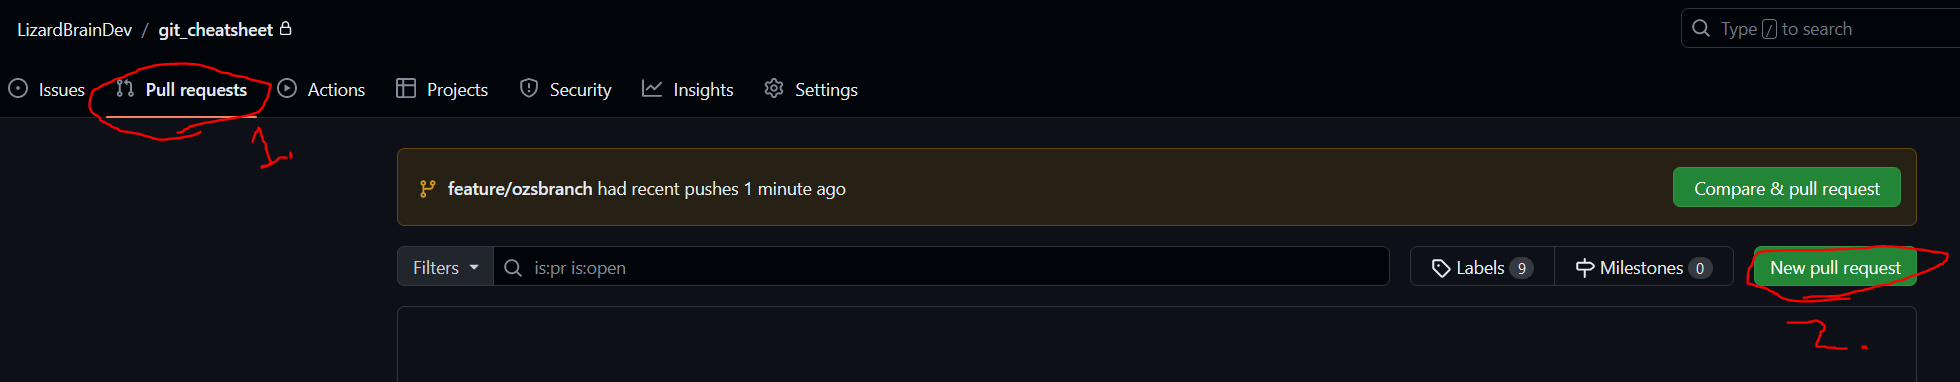 LizardBrainDev / git_cheatsheet
Type / to search
Issues Pull requests Actions Projects Security Insights Settings
1.
feature/ozsbranch had recent pushes 1 minute ago
Compare & pull request
Filters is:pr is:open Labels 9 Milestones 0 New pull request
2.